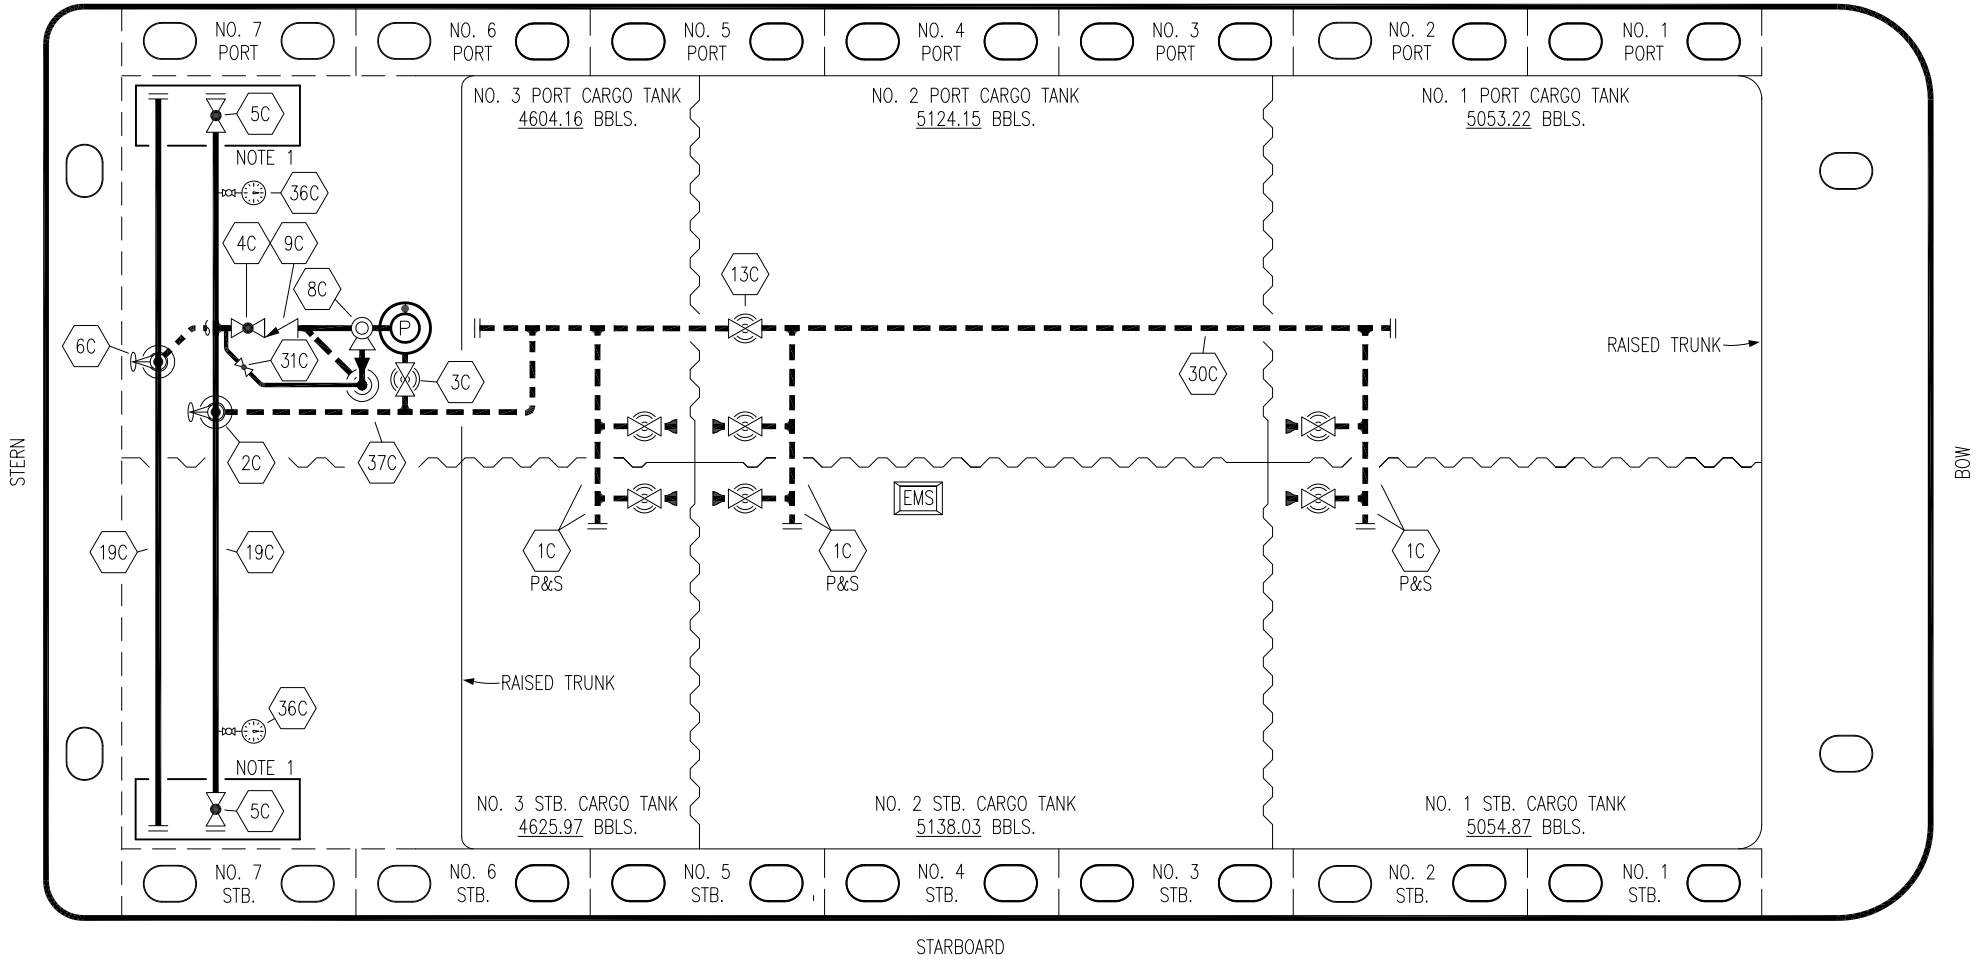 NO. 7
PORT
NO. 6
PORT
NO. 5
PORT
NO. 4
PORT
NO. 3
PORT
NO. 2
PORT
NO. 1
PORT
NO. 3 PORT CARGO TANK
4604.16 BBLS.
NO. 2 PORT CARGO TANK
5124.15 BBLS.
NO. 1 PORT CARGO TANK
5053.22 BBLS.
5C
NOTE 1
36C
4C
9C
8C
13C
P
6C
31C
3C
30C
RAISED TRUNK
STERN
2C
37C
BOW
EMS
19C
19C
1C
P&S
1C
P&S
1C
P&S
RAISED TRUNK
36C
NOTE 1
5C
NO. 3 STB. CARGO TANK
4625.97 BBLS.
NO. 2 STB. CARGO TANK
5138.03 BBLS.
NO. 1 STB. CARGO TANK
5054.87 BBLS.
NO. 7
STB.
NO. 6
STB.
NO. 5
STB.
NO. 4
STB.
NO. 3
STB.
NO. 2
STB.
NO. 1
STB.
STARBOARD